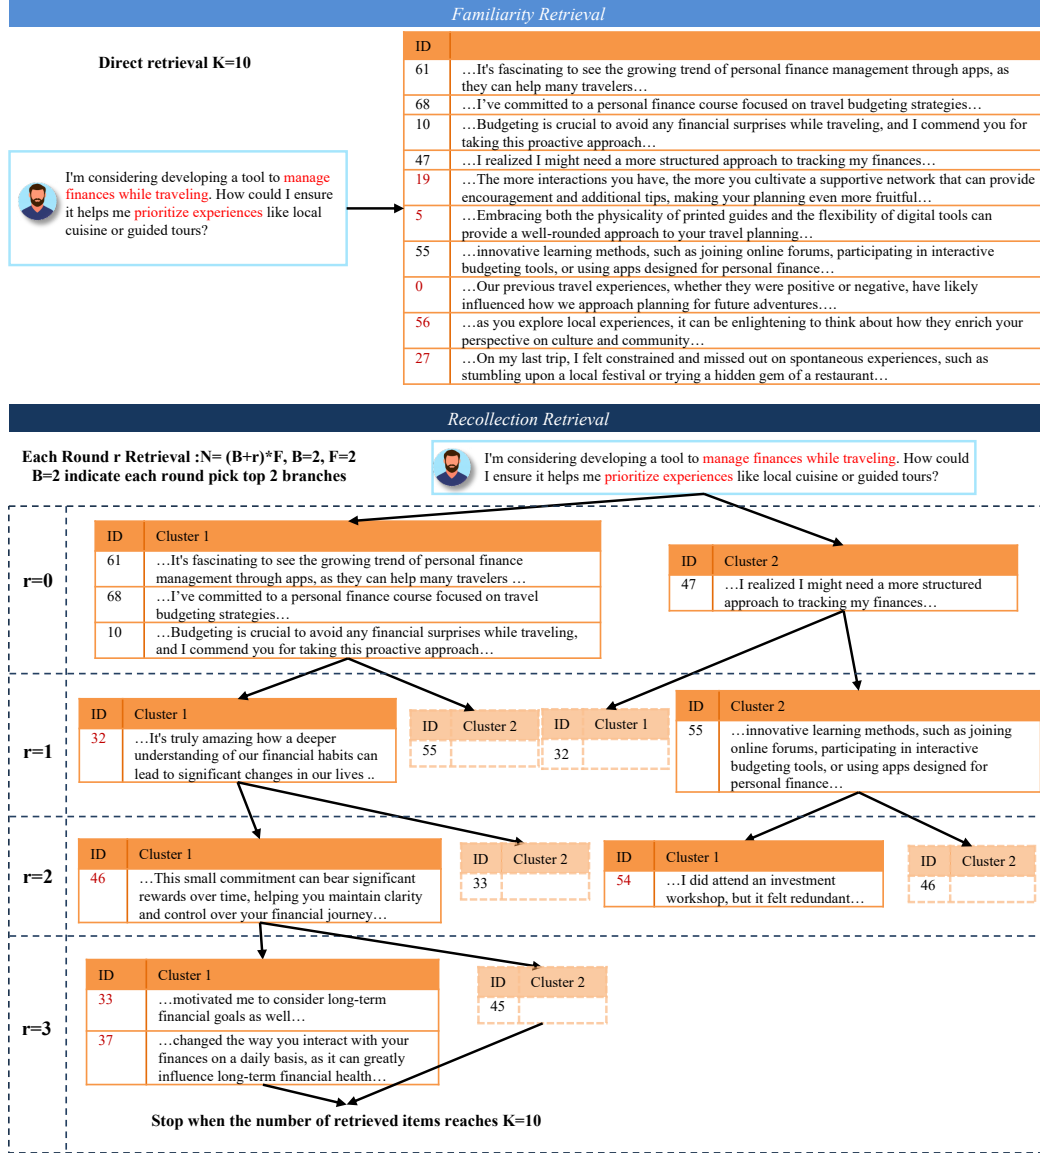 Familiarity Retrieval
Direct retrieval K=10
I'm considering developing a tool to manage
finances while traveling. How could I ensure
it helps me prioritize experiences like local
cuisine or guided tours?
ID
61 …It's fascinating to see the growing trend of personal finance management through apps, as
they can help many travelers…
68 …I've committed to a personal finance course focused on travel budgeting strategies…
10 …Budgeting is crucial to avoid any financial surprises while traveling, and I commend you for
taking this proactive approach…
47 …I realized I might need a more structured approach to tracking my finances…
19 …The more interactions you have, the more you cultivate a supportive network that can provide
encouragement and additional tips, making your planning even more fruitful…
5 …Embracing both the physicality of printed guides and the flexibility of digital tools can
provide a well-rounded approach to your travel planning…
55 …innovative learning methods, such as joining online forums, participating in interactive
budgeting tools, or using apps designed for personal finance…
0 …Our previous travel experiences, whether they were positive or negative, have likely
influenced how we approach planning for future adventures….
56 …as you explore local experiences, it can be enlightening to think about how they enrich your
perspective on culture and community…
27 …On my last trip, I felt constrained and missed out on spontaneous experiences, such as
stumbling upon a local festival or trying a hidden gem of a restaurant…
Recollection Retrieval
Each Round r Retrieval :N= (B+r)*F, B=2, F=2
B=2 indicate each round pick top 2 branches
I'm considering developing a tool to manage finances while traveling. How could
I ensure it helps me prioritize experiences like local cuisine or guided tours?
r=0
ID Cluster 1
61 …It's fascinating to see the growing trend of personal finance
management through apps, as they can help many travelers …
68 …I've committed to a personal finance course focused on travel
budgeting strategies…
10 …Budgeting is crucial to avoid any financial surprises while traveling,
and I commend you for taking this proactive approach…
ID Cluster 2
47 …I realized I might need a more structured
approach to tracking my finances…
r=1
ID Cluster 1
32 …It's truly amazing how a deeper
understanding of our financial habits can
lead to significant changes in our lives ..
ID Cluster 2
55
ID Cluster 1
32
ID Cluster 2
55 …innovative learning methods, such as joining
online forums, participating in interactive
budgeting tools, or using apps designed for
personal finance…
r=2
ID Cluster 1
46 …This small commitment can bear significant
rewards over time, helping you maintain clarity
and control over your financial journey…
ID Cluster 2
33
ID Cluster 1
54 …I did attend an investment
workshop, but it felt redundant…
ID Cluster 2
46
r=3
ID Cluster 1
33 …motivated me to consider long-term
financial goals as well…
37 …changed the way you interact with your
finances on a daily basis, as it can greatly
influence long-term financial health…
ID Cluster 2
45
Stop when the number of retrieved items reaches K=10